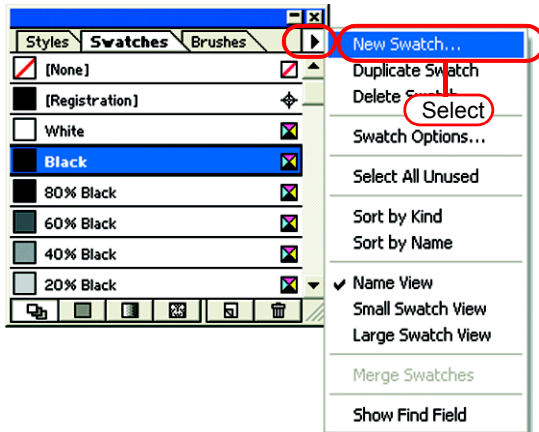 Styles Swatches Brushes
[None]
[Registration]
White
Black
80% Black
60% Black
40% Black
20% Black
New Swatch...
Duplicate Swatch
Delete
Select
Swatch Options...
Select All Unused
Sort by Kind
Sort by Name
Name View
Small Swatch View
Large Swatch View
Merge Swatches
Show Find Field